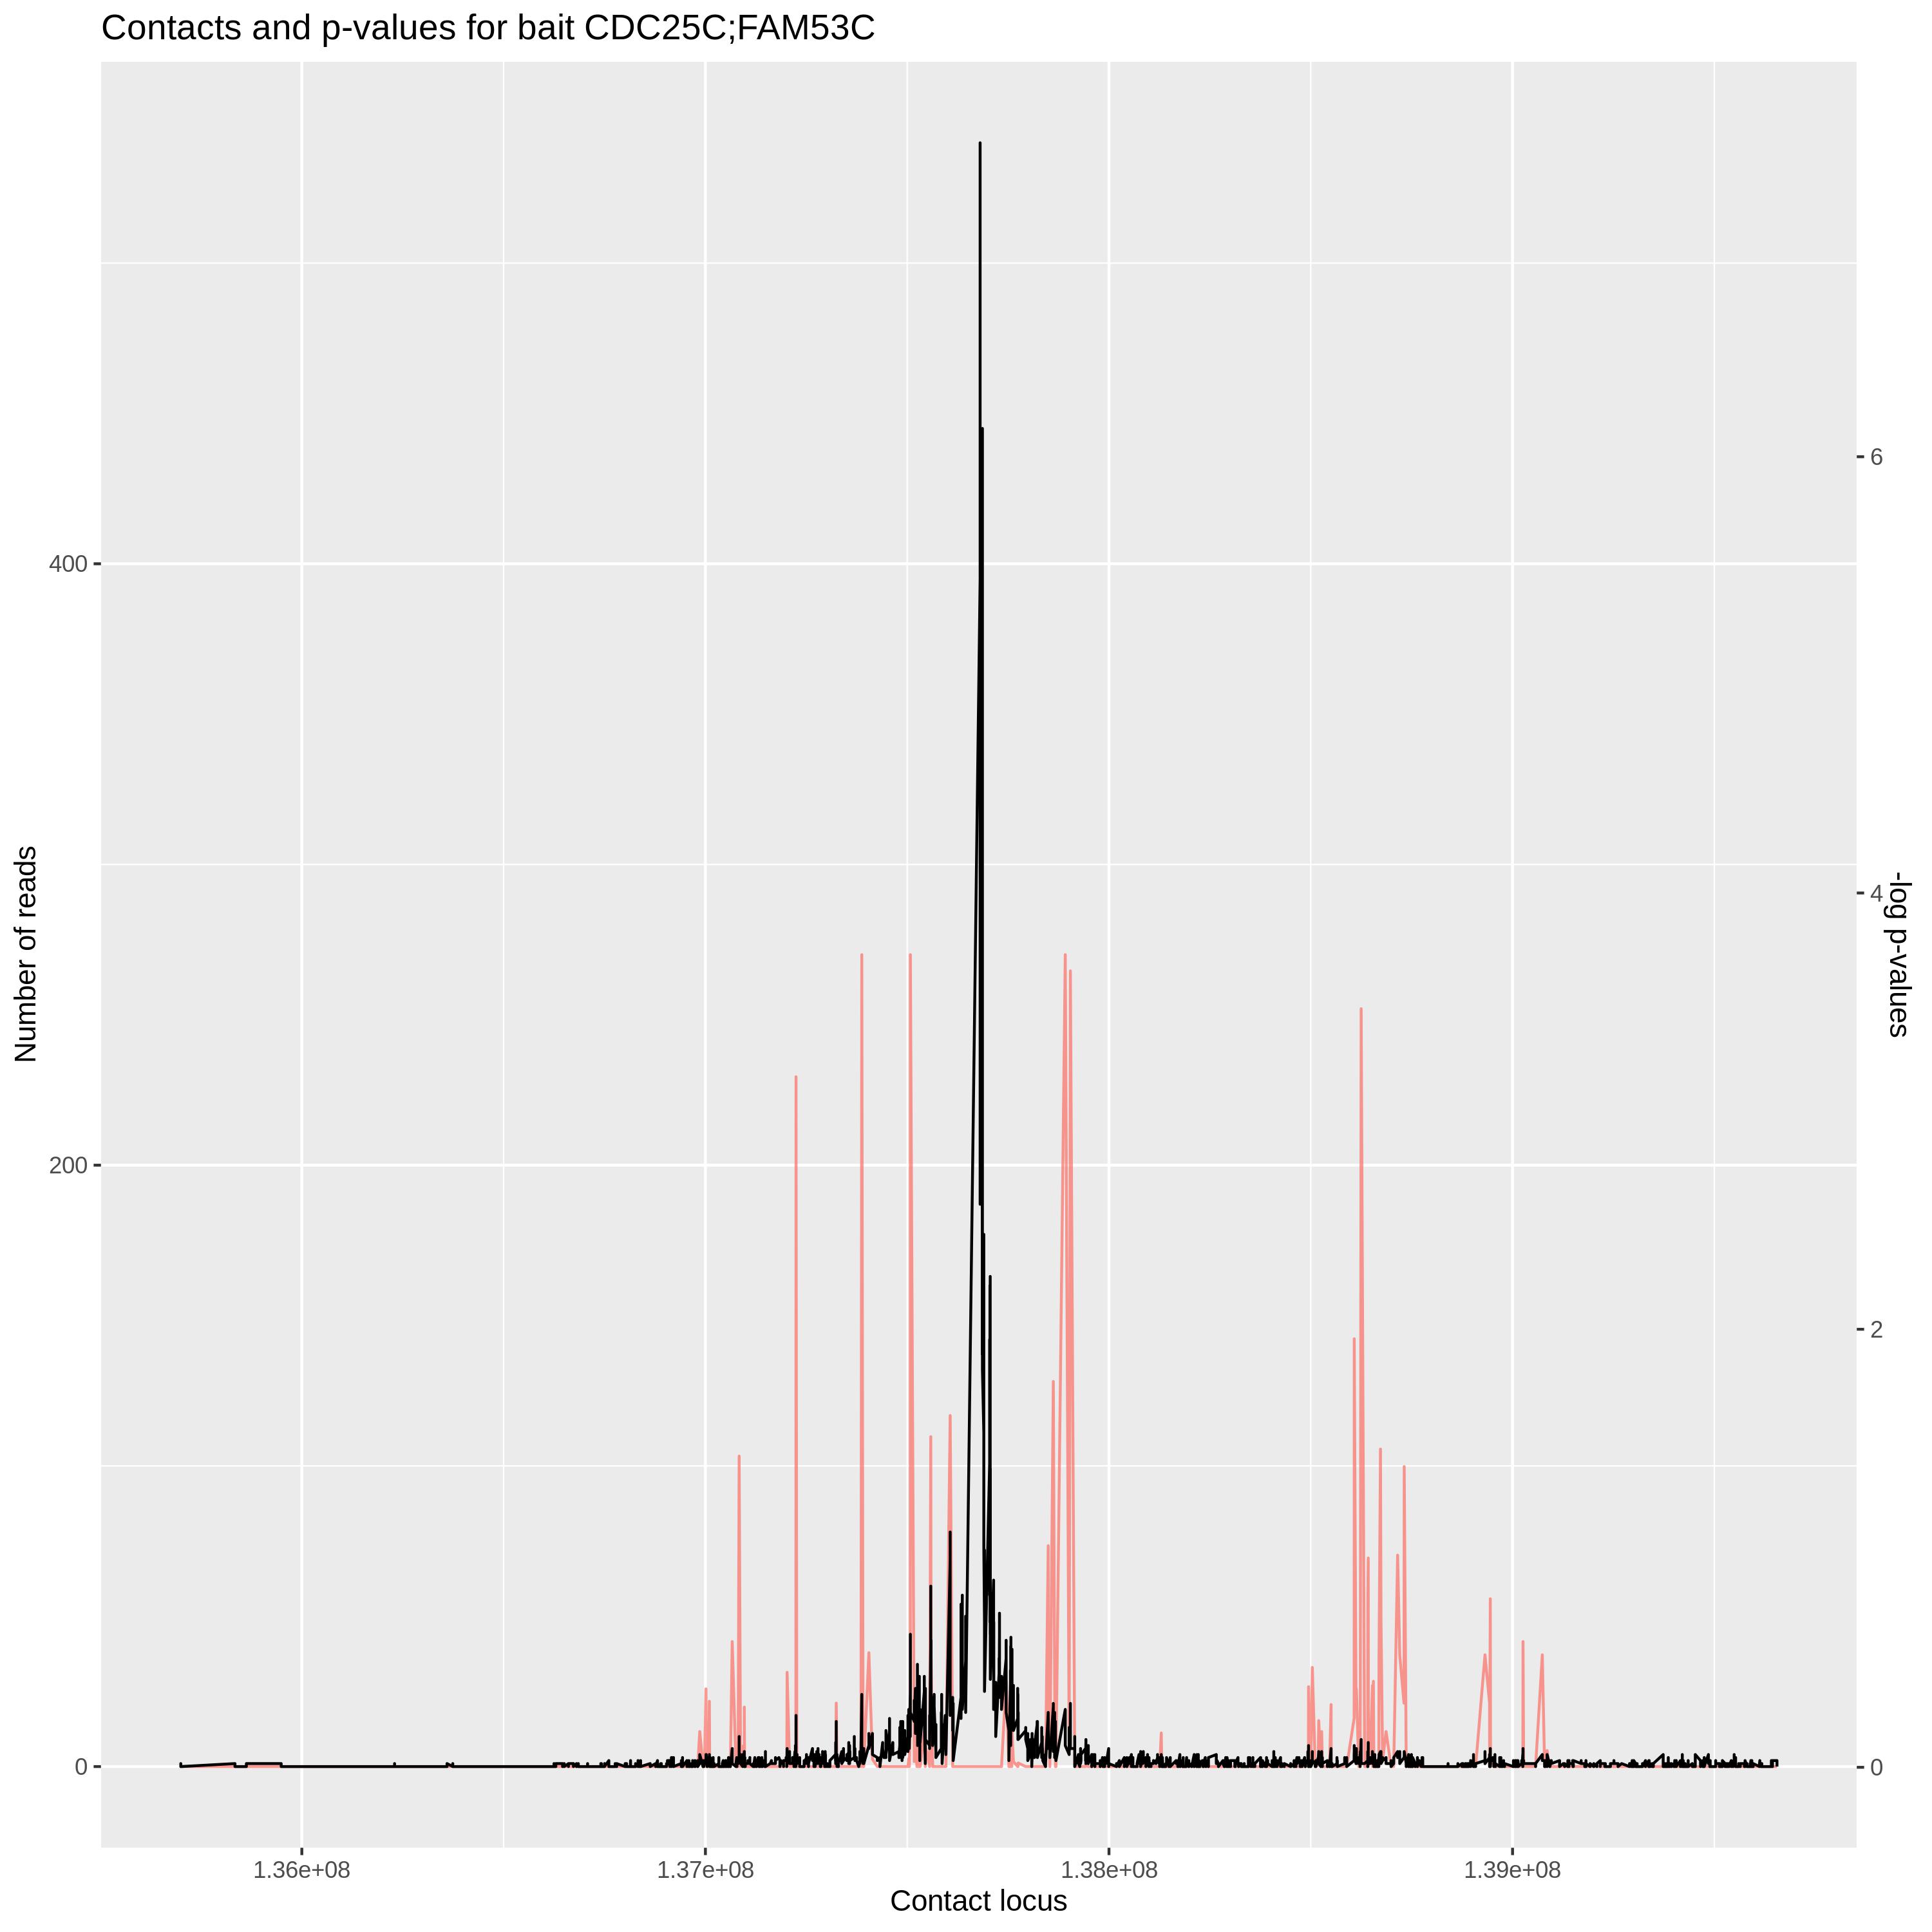 Contacts and p-values for bait CDC25C;FAM53C
Number of reads
400
200
0
6
4
2
0
-log p-values
1.36e+08
1.37e+08
1.38e+08
1.39e+08
Contact locus